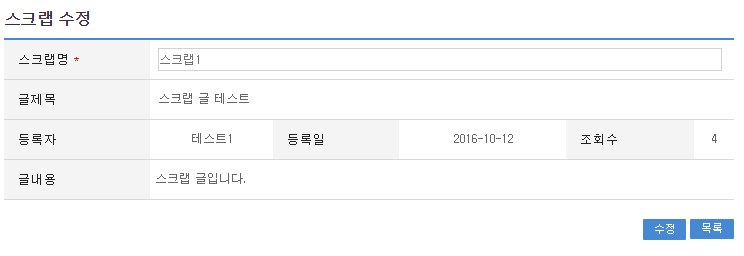 스크랩 수정
스크랩명 * 스크랩1
글제목 스크랩 글 테스트
등록자 테스트1 등록일 2016-10-12 조회수 4
글내용 스크랩 글입니다.
수정 목록